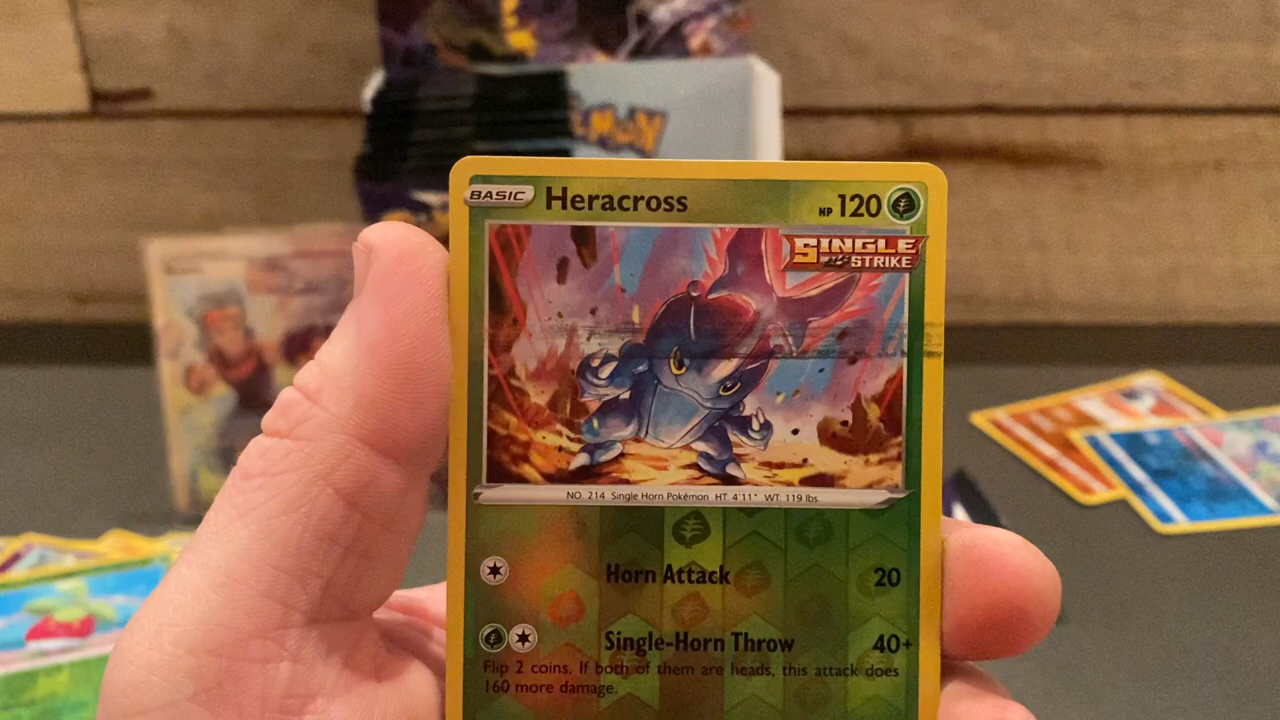 BASIC Heracross HP 120
SINGLE
STRIKE
NO. 214 Single Horn Pokémon HT: 4'11" WT: 119 lbs.
Horn Attack 20
Single-Horn Throw 40+
Flip 2 coins. If both of them are heads, this attack does
160 more damage.